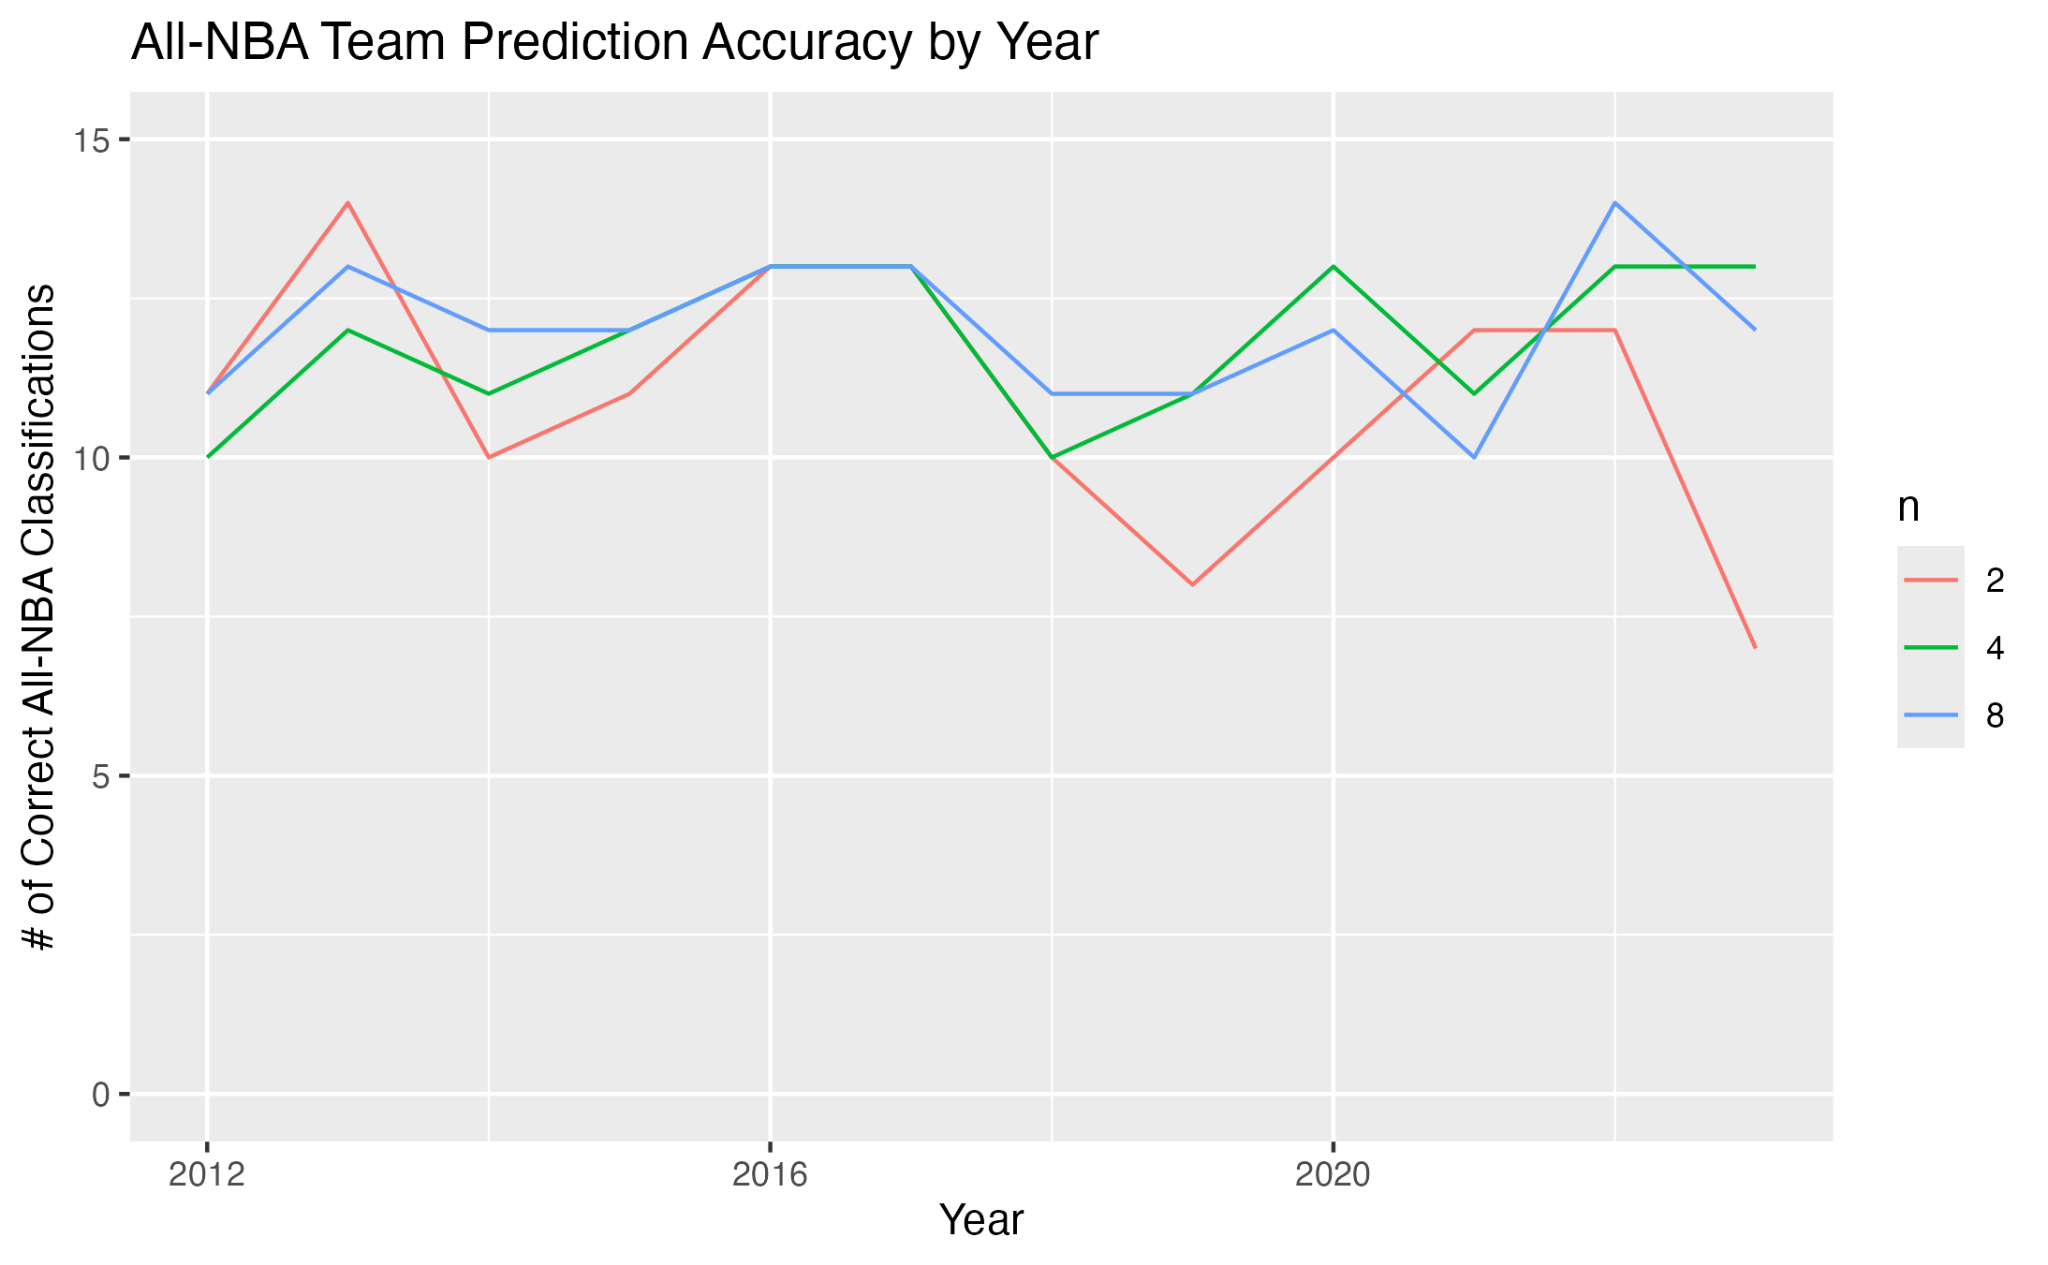 All-NBA Team Prediction Accuracy by Year
# of Correct All-NBA Classifications
15
10
5
0
2012
2016
2020
Year
n
2
4
8